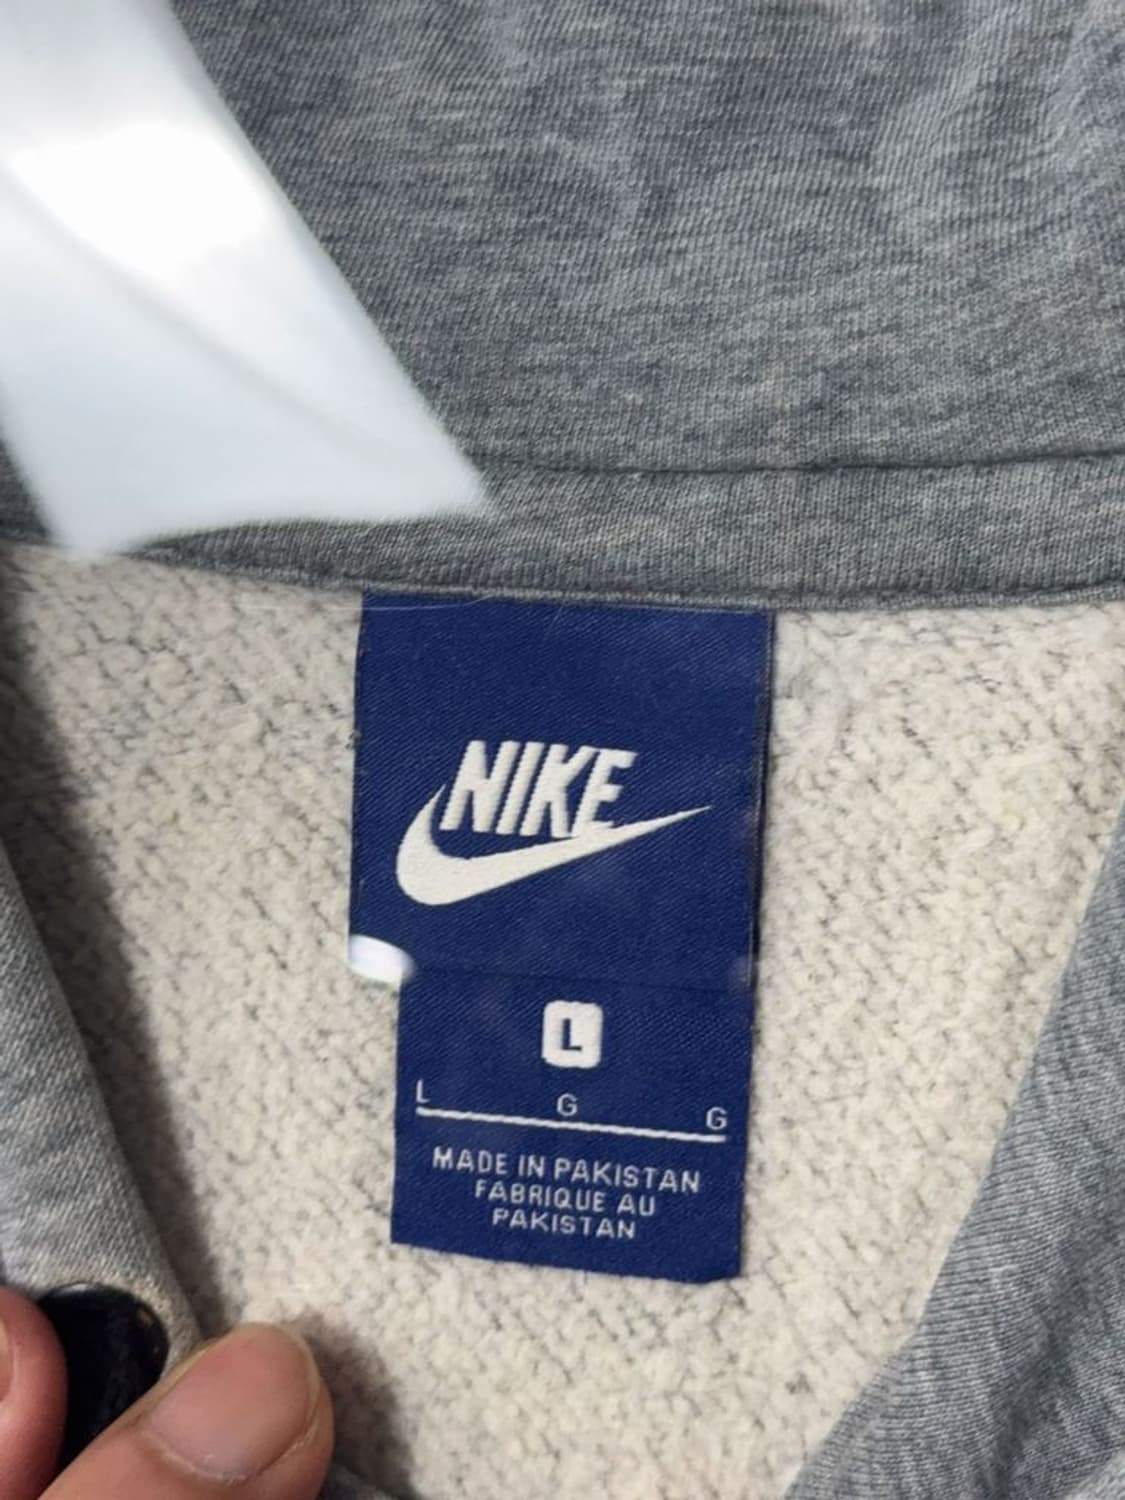 NIKE
L
L G G
MADE IN PAKISTAN
FABRIQUE AU
PAKISTAN